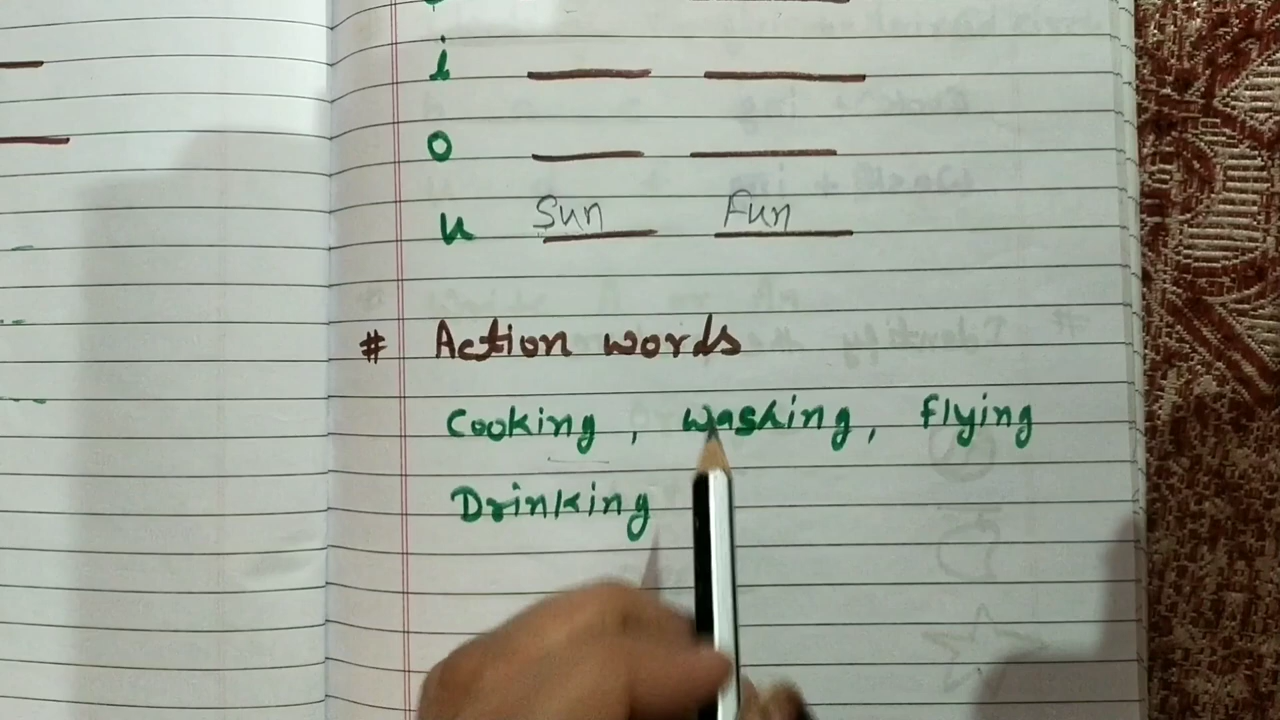 i
o
u Sun Fun
# Action words
Cooking, Washing, Flying
Drinking